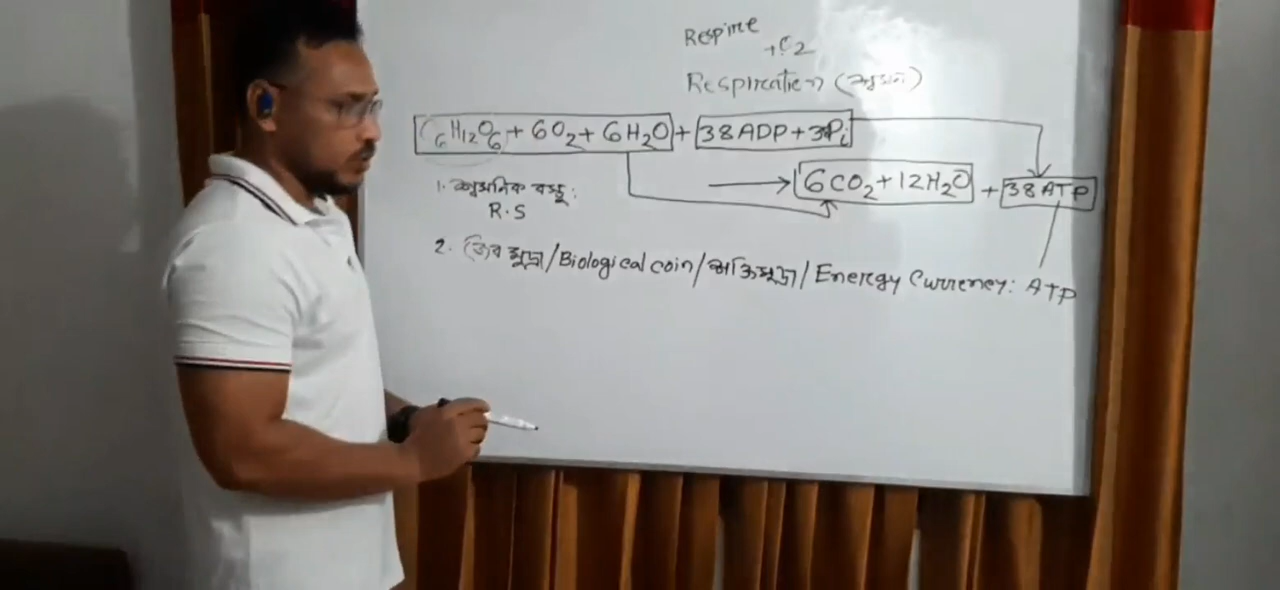 Respire
+O2
Respiration (শ্বসন)
C6H12O6 + 6O2 + 6H2O + 38ADP + 38Pi
→ 6CO2 + 12H2O + 38ATP
1. শ্বসনিক বস্তু:
R.S
2. জৈব মুদ্রা/Biological coin/শক্তিমুদ্রা/Energy Currency: ATP